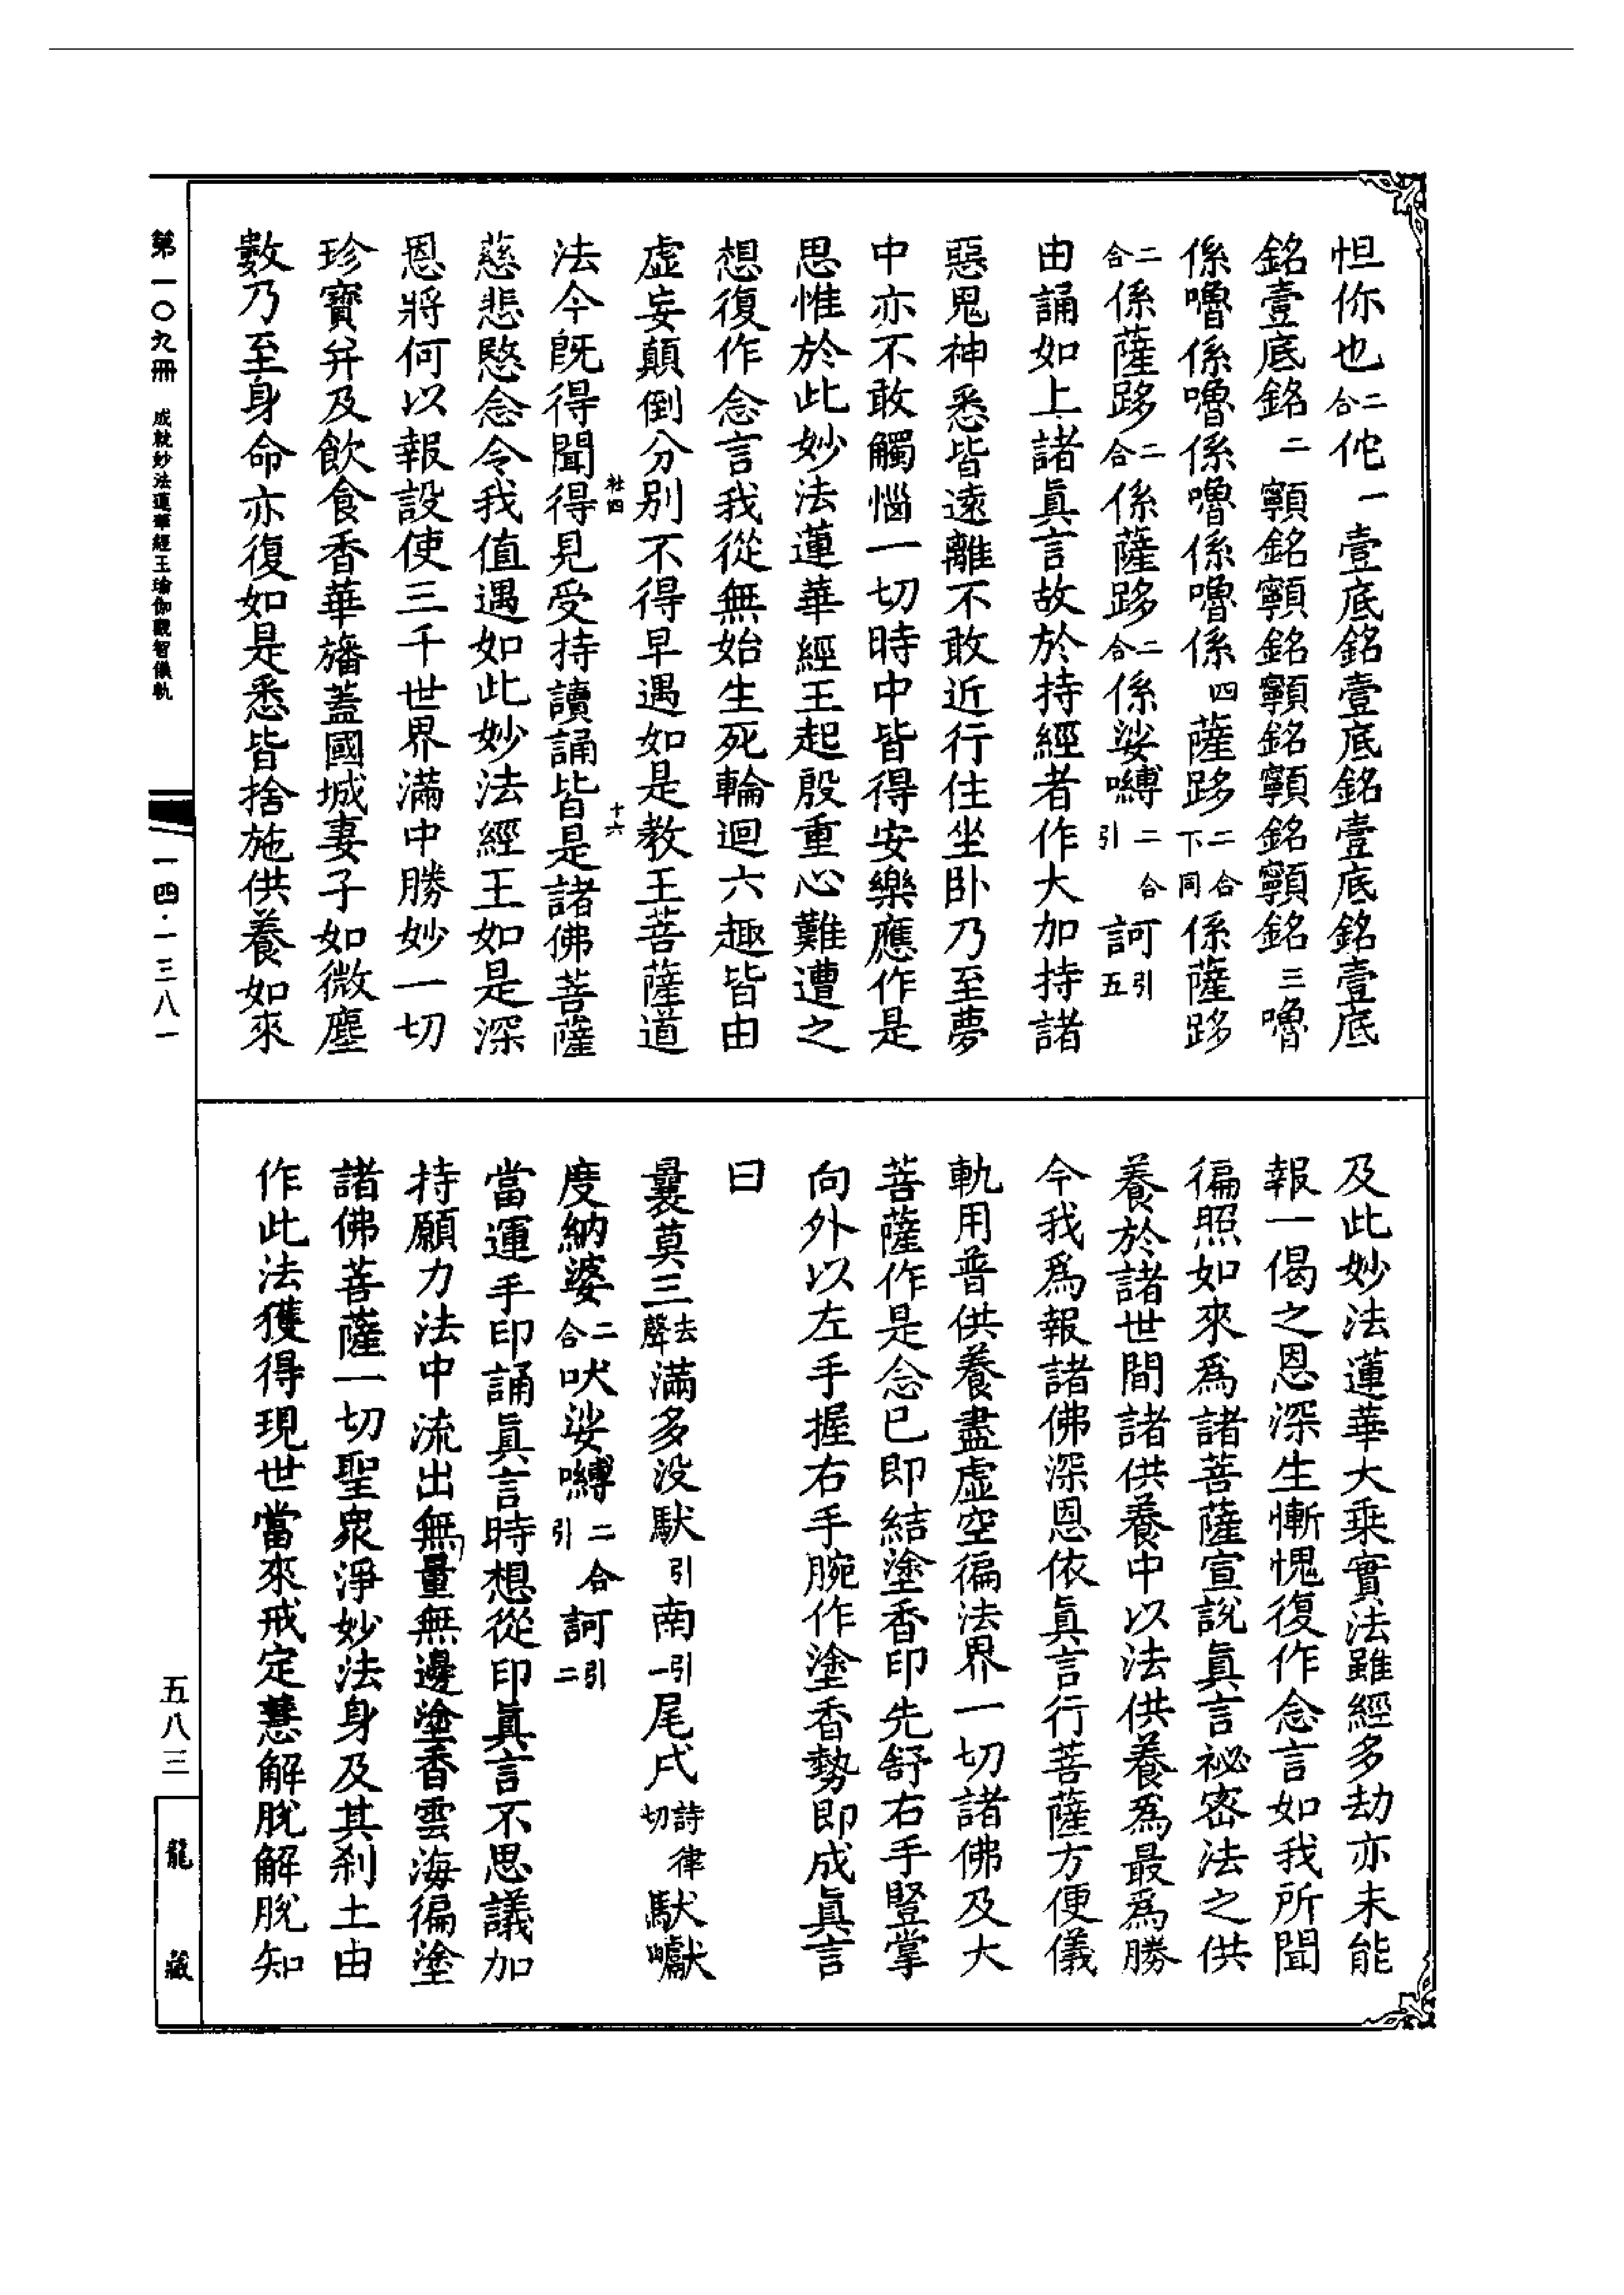 怛你也二合佗一壹底銘壹底銘壹底銘壹底
銘壹底銘二顐銘顐銘顐銘顐銘顐銘三嚕
係嚕係嚕係嚕係嚕係四薩跢二合下同係薩跢
二合係薩跢二合係薩跢二合係娑嚩二合引訶引五
由誦如上諸眞言故於持經者作大加持諸
惡鬼神悉皆遠離不敢近行住坐卧乃至夢
中亦不敢觸惱一切時中皆得安樂應作是
思惟於此妙法蓮華經王起殷重心難遭之
想復作念言我從無始生死輪迴六趣皆由
虛妄顛倒分別不得早遇如是教王菩薩道
社四 十六
法今旣得聞得見受持讀誦皆是諸佛菩薩
慈悲愍念令我值遇如此妙法經王如是深
恩將何以報設使三千世界滿中勝妙一切
珍寶并及飲食香華旛蓋國城妻子如微塵
數乃至身命亦復如是悉皆捨施供養如來
及此妙法蓮華大乘實法雖經多劫亦未能
報一偈之恩深生慚愧復作念言如我所聞
徧照如來爲諸菩薩宣說眞言祕密法之供
養於諸世間諸供養中以法供養爲最爲勝
今我爲報諸佛深恩依眞言行菩薩方便儀
軌用普供養盡虛空徧法界一切諸佛及大
菩薩作是念已即結塗香印先舒右手豎掌
向外以左手握右手腕作塗香勢即成眞言
曰
曩莫三去聲滿多没馱引南引一尾戍詩律切馱巘
度納婆二合吠娑嚩二合引訶引二
當運手印誦眞言時想從印眞言不思議加
持願力法中流出無量無邊塗香雲海徧塗
諸佛菩薩一切聖衆淨妙法身及其刹土由
作此法獲得現世當來戒定慧解脫解脫知
第一〇九冊 成就妙法蓮華經王瑜伽觀智儀軌
一四·一三八一
五八三
龍藏